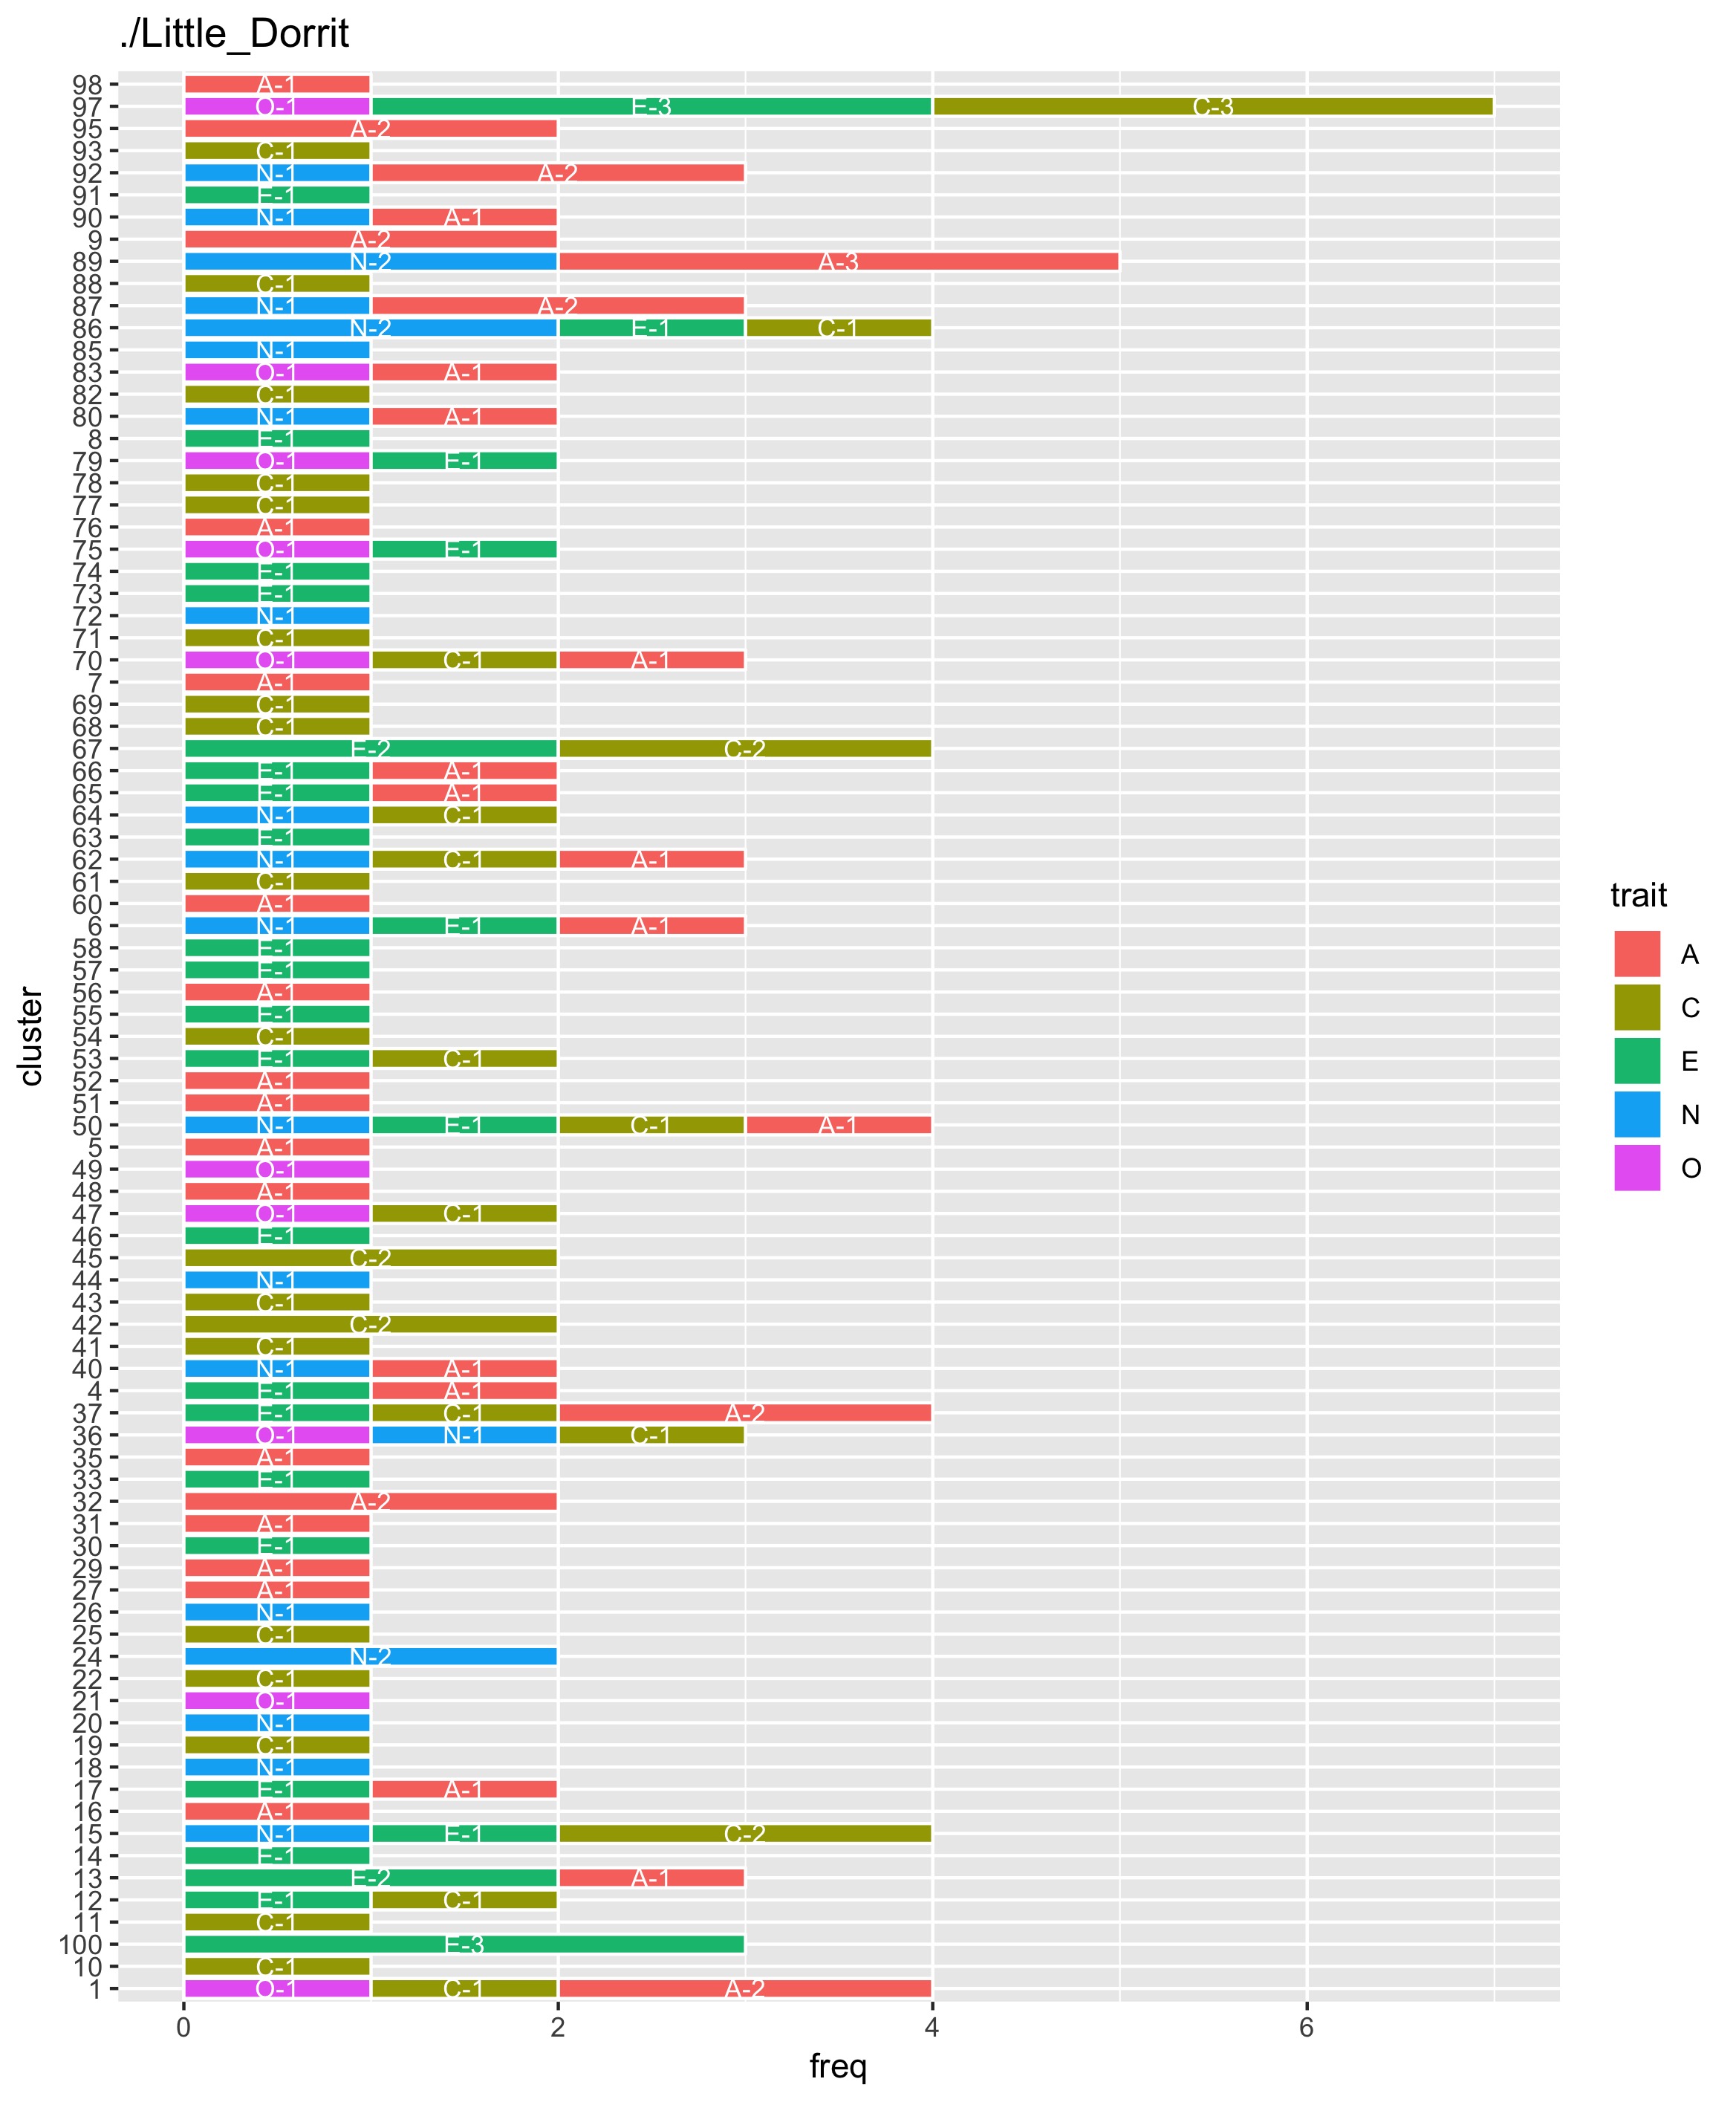 ./Little_Dorrit
98 A-1
97 O-1 E-3 C-3
95 A-2
93 C-1
92 N-1 A-2
91 E-1
90 N-1 A-1
9 A-2
89 N-2 A-3
88 C-1
87 N-1 A-2
86 N-2 E-1 C-1
85 N-1
83 O-1 A-1
82 C-1
80 N-1 A-1
8 E-1
79 O-1 E-1
78 C-1
77 C-1
76 A-1
75 O-1 E-1
74 E-1
73 E-1
72 N-1
71 C-1
70 O-1 C-1 A-1
7 A-1
69 C-1
68 C-1
67 E-2 C-2
66 E-1 A-1
65 E-1 A-1
64 N-1 C-1
63 E-1
62 N-1 C-1 A-1
61 C-1
60 A-1
6 N-1 E-1 A-1
58 E-1
57 E-1
56 A-1
55 E-1
54 C-1
53 E-1 C-1
52 A-1
51 A-1
50 N-1 E-1 C-1 A-1
5 A-1
49 O-1
48 A-1
47 O-1 C-1
46 E-1
45 C-2
44 N-1
43 C-1
42 C-2
41 C-1
40 N-1 A-1
4 E-1 A-1
37 E-1 C-1 A-2
36 O-1 N-1 C-1
35 A-1
33 E-1
32 A-2
31 A-1
30 E-1
29 A-1
27 A-1
26 N-1
25 C-1
24 N-2
22 C-1
21 O-1
20 N-1
19 C-1
18 N-1
17 E-1 A-1
16 A-1
15 N-1 E-1 C-2
14 E-1
13 E-2 A-1
12 E-1 C-1
11 C-1
100 E-3
10 C-1
1 O-1 C-1 A-2
0 2 4 6
freq
cluster
trait
A
C
E
N
O